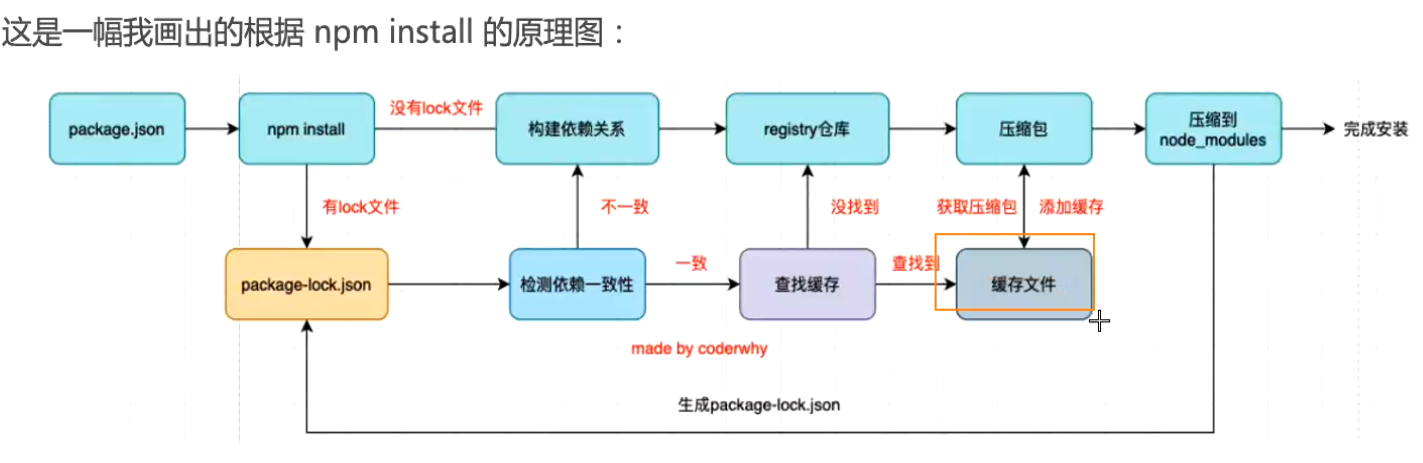 这是一幅我画出的根据 npm install 的原理图：
package.json
npm install
没有lock文件
构建依赖关系
registry仓库
压缩包
压缩到
node_modules
完成安装
有lock文件
不一致
没找到
获取压缩包
添加缓存
package-lock.json
检测依赖一致性
一致
查找缓存
查找到
缓存文件
made by coderwhy
生成package-lock.json